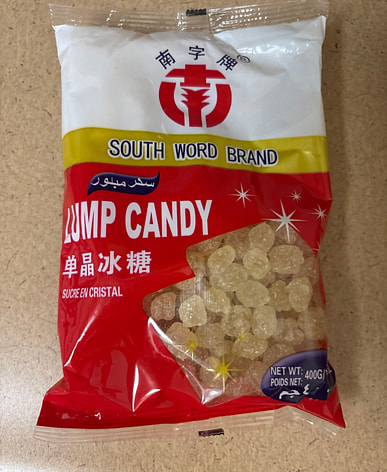 南字牌®
SOUTH WORD BRAND
سكر مبلور
LUMP CANDY
单晶冰糖
SUCRE EN CRISTAL
NET WT:
POIDS NET:
400G/